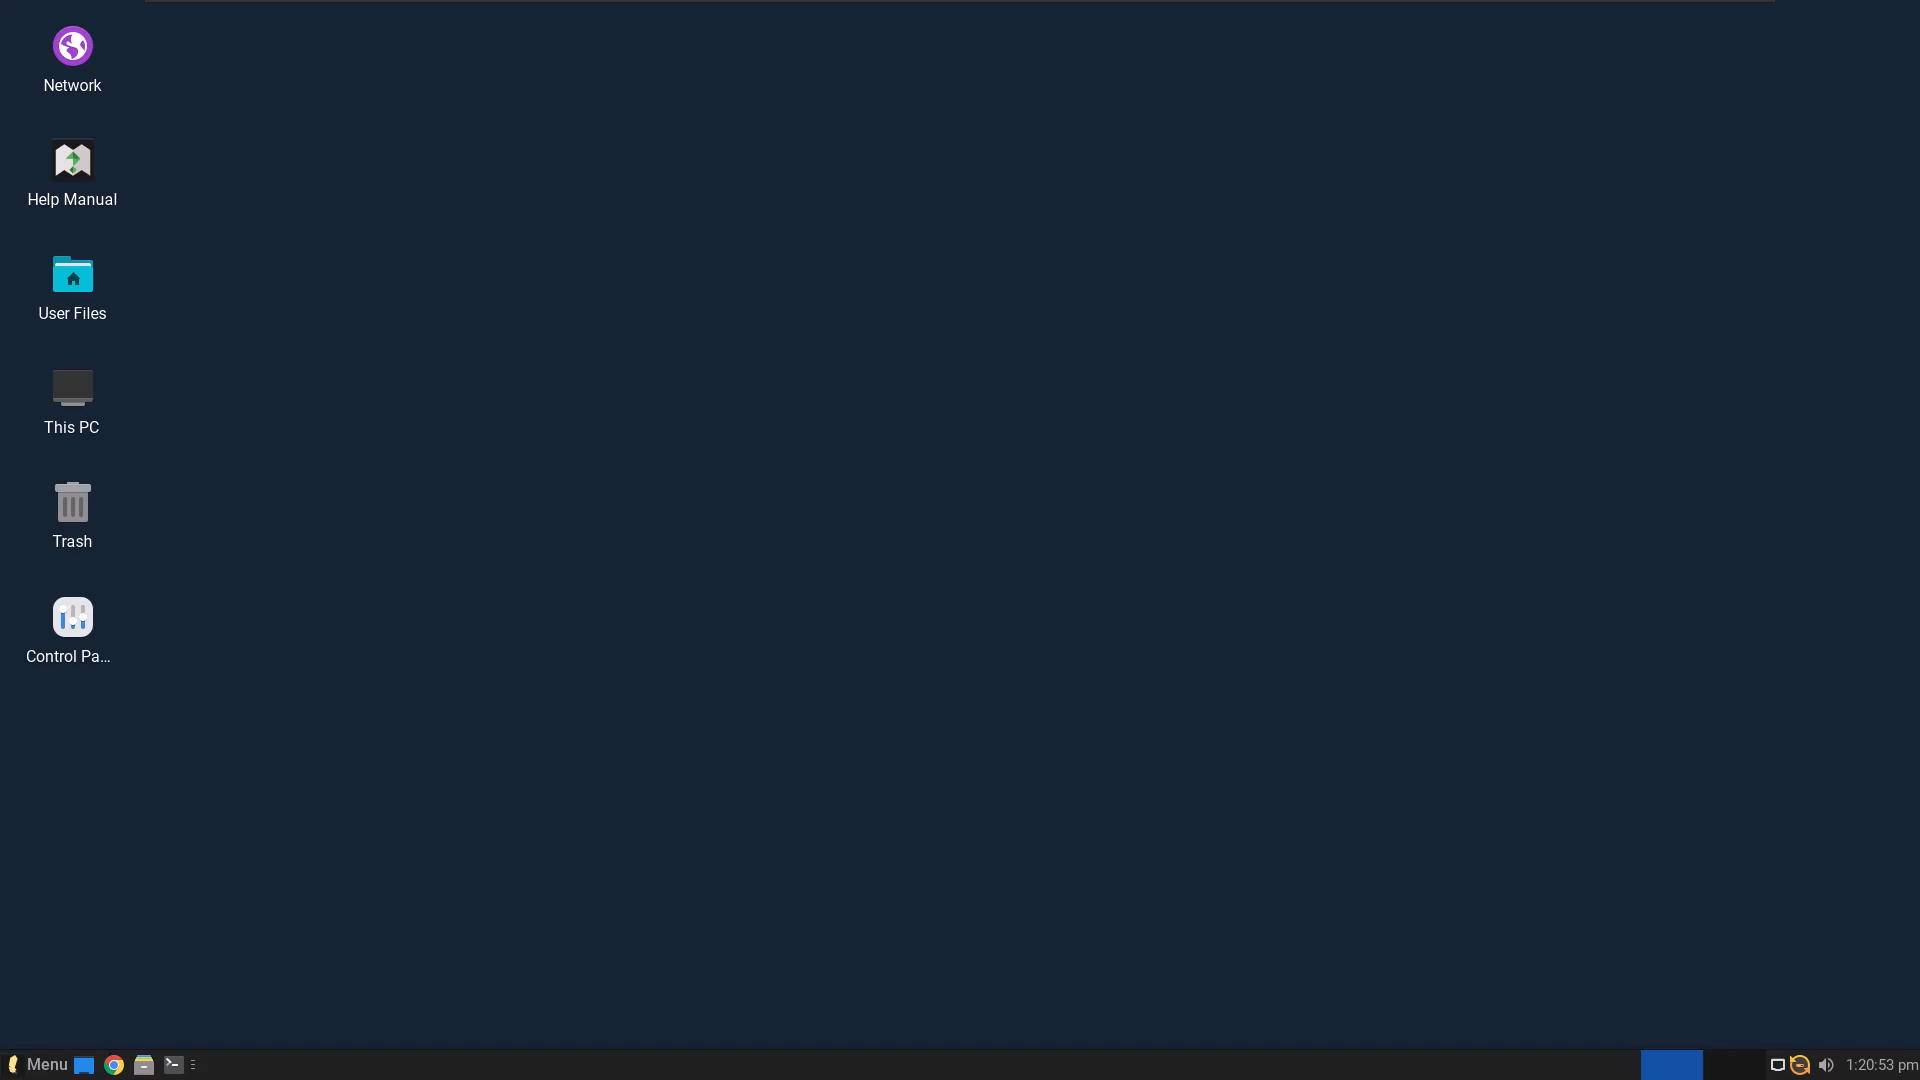 Network
Help Manual
User Files
This PC
Trash
Control Pa...
Menu
1:20:53 pm